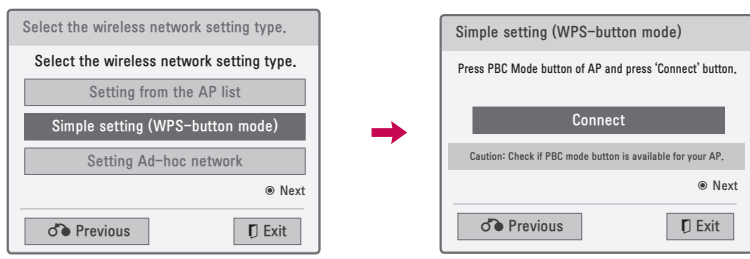 Select the wireless network setting type.
Select the wireless network setting type.
Setting from the AP list
Simple setting (WPS-button mode)
Setting Ad-hoc network
Next
Previous
Exit
Simple setting (WPS-button mode)
Press PBC Mode button of AP and press ‘Connect’ button.
Connect
Caution: Check if PBC mode button is available for your AP.
Next
Previous
Exit